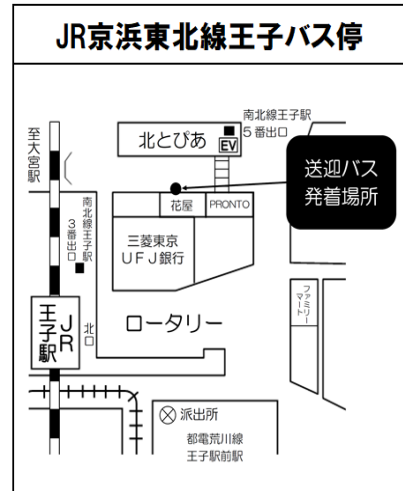 JR京浜東北線王子バス停
南北線王子駅
5番出口
北とぴあ
EV
至大宮駅
送迎バス
発着場所
南北線王子駅
3番出口
花屋
PRONTO
三菱東京
UFJ銀行
ファミリー
マート
JR
王子駅
北口
ロータリー
派出所
都電荒川線
王子駅前駅